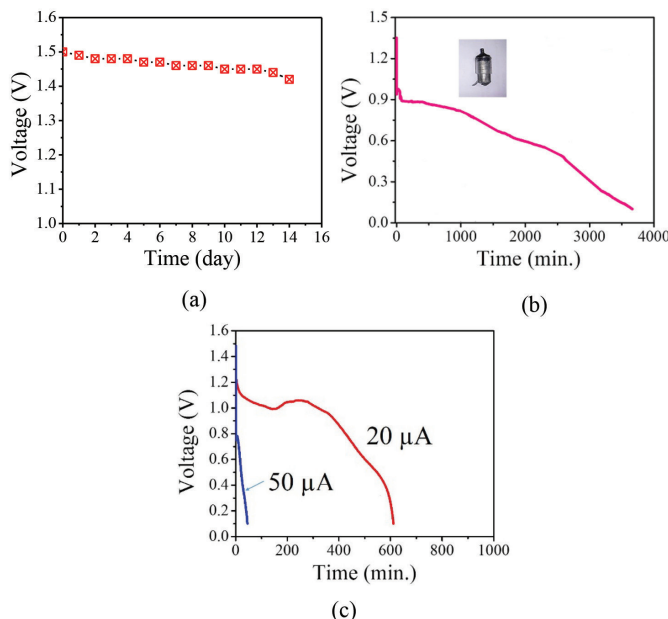 1.6
1.5
1.4
1.3
1.2
1.1
1.0
Voltage (V)
0 2 4 6 8 10 12 14 16
Time (day)
(a)
1.5
1.2
0.9
0.6
0.3
0.0
Voltage (V)
0 1000 2000 3000 4000
Time (min.)
(b)
1.6
1.4
1.2
1.0
0.8
0.6
0.4
0.2
0.0
Voltage (V)
20 µA
50 µA
0 200 400 600 800 1000
Time (min.)
(c)